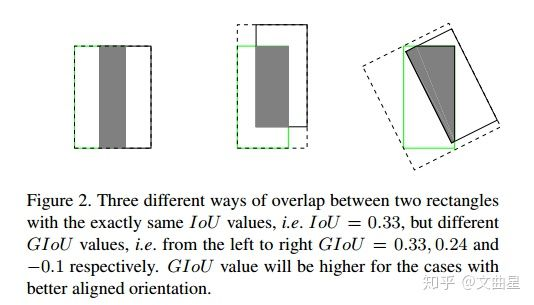 Figure 2. Three different ways of overlap between two rectangles
with the exactly same IoU values, i.e. IoU = 0.33, but different
GIoU values, i.e. from the left to right GIoU = 0.33, 0.24 and
−0.1 respectively. GIoU value will be higher for the cases with
better aligned orientation.
知乎 @文曲星